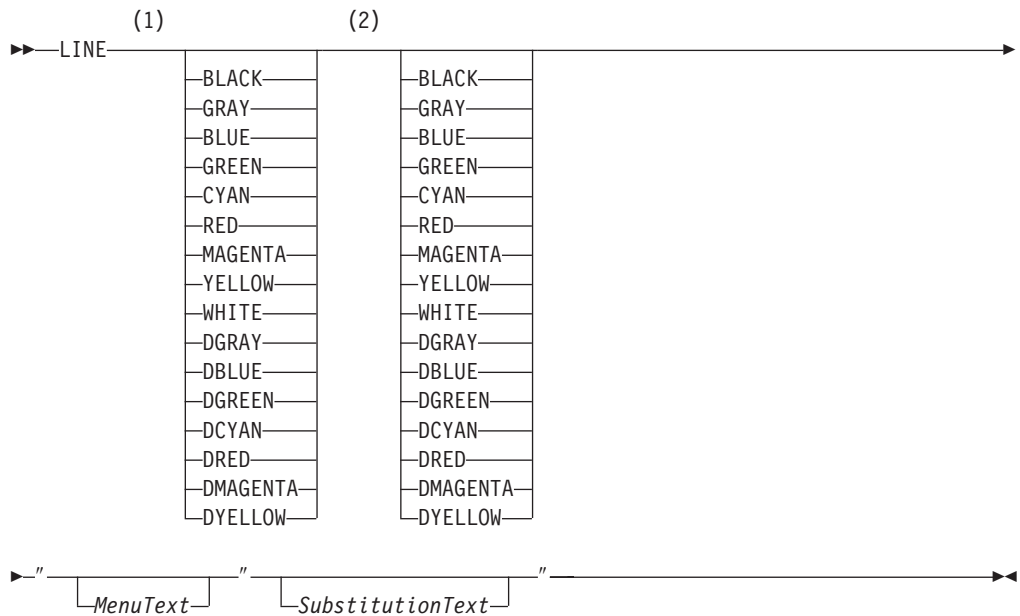 (1) (2)
LINE
BLACK BLACK
GRAY GRAY
BLUE BLUE
GREEN GREEN
CYAN CYAN
RED RED
MAGENTA MAGENTA
YELLOW YELLOW
WHITE WHITE
DGRAY DGRAY
DBLUE DBLUE
DGREEN DGREEN
DCYAN DCYAN
DRED DRED
DMAGENTA DMAGENTA
DYELLOW DYELLOW
" " "
MenuText SubstitutionText